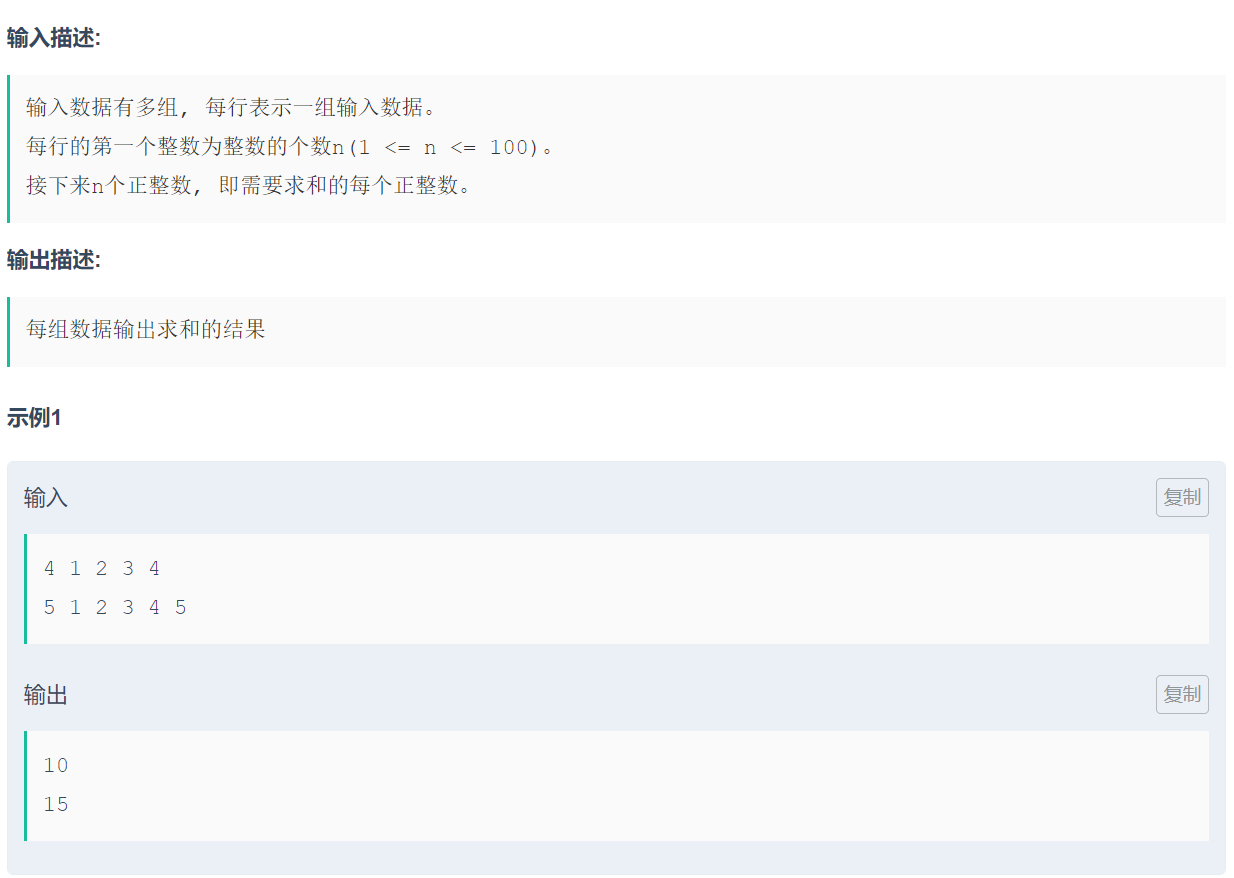 输入描述:
输入数据有多组, 每行表示一组输入数据。
每行的第一个整数为整数的个数n(1 <= n <= 100)。
接下来n个正整数, 即需要求和的每个正整数。
输出描述:
每组数据输出求和的结果
示例1
输入
复制
4 1 2 3 4
5 1 2 3 4 5
输出
复制
10
15